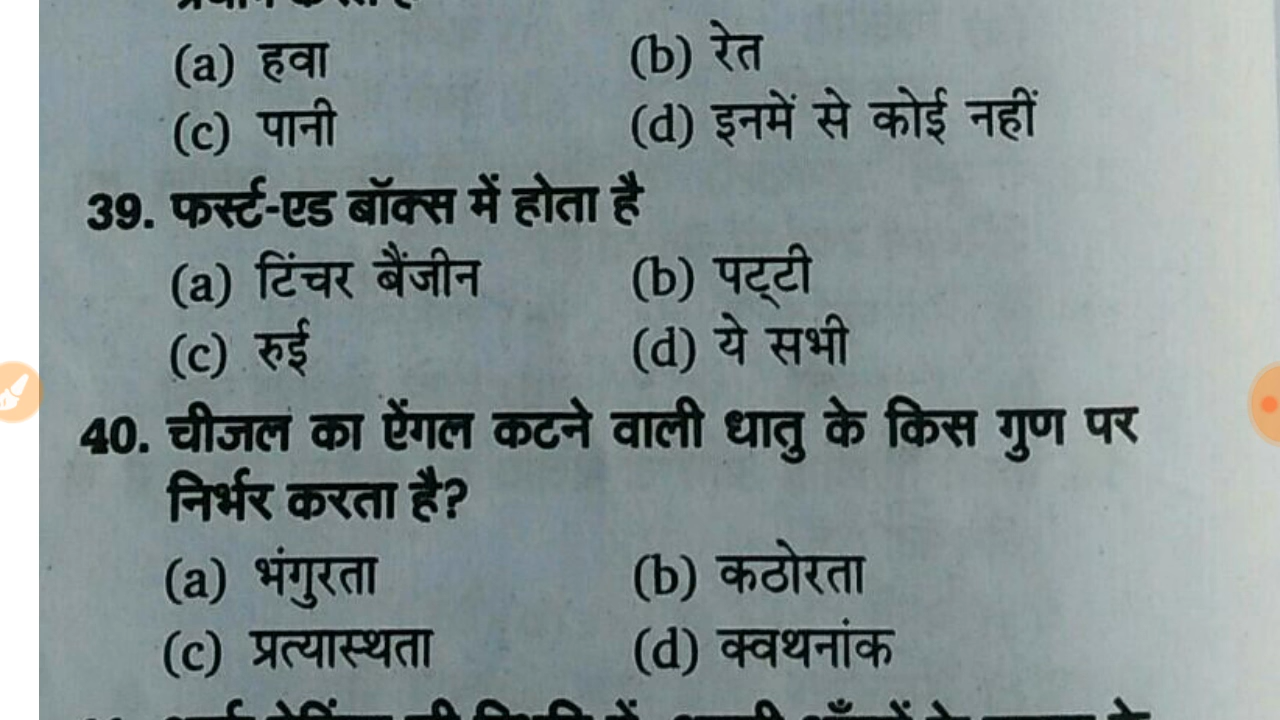 (a) हवा (b) रेत
(c) पानी (d) इनमें से कोई नहीं
39. फर्स्ट-एड बॉक्स में होता है
(a) टिंचर बैंजीन (b) पट्टी
(c) रुई (d) ये सभी
40. चीजल का ऐंगल कटने वाली धातु के किस गुण पर
निर्भर करता है?
(a) भंगुरता (b) कठोरता
(c) प्रत्यास्थता (d) क्वथनांक